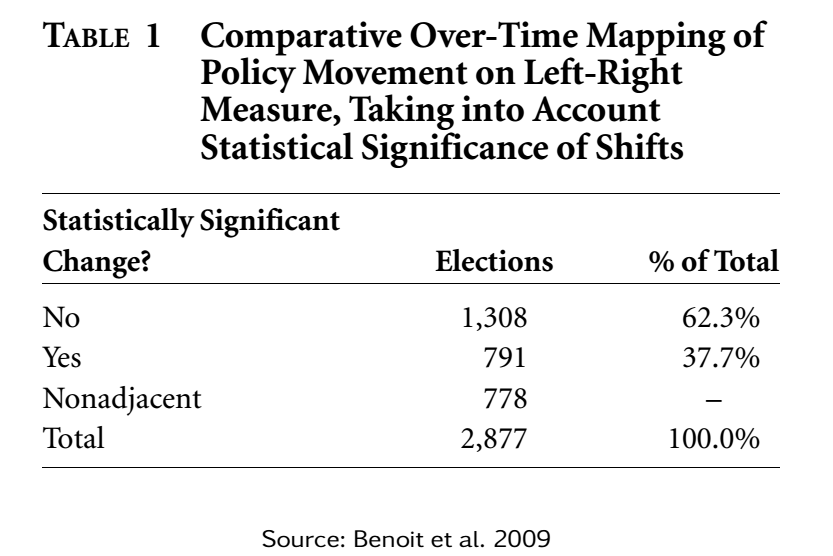 TABLE 1 Comparative Over-Time Mapping of
Policy Movement on Left-Right
Measure, Taking into Account
Statistical Significance of Shifts
Statistically Significant
Change? Elections % of Total
No 1,308 62.3%
Yes 791 37.7%
Nonadjacent 778 –
Total 2,877 100.0%
Source: Benoit et al. 2009